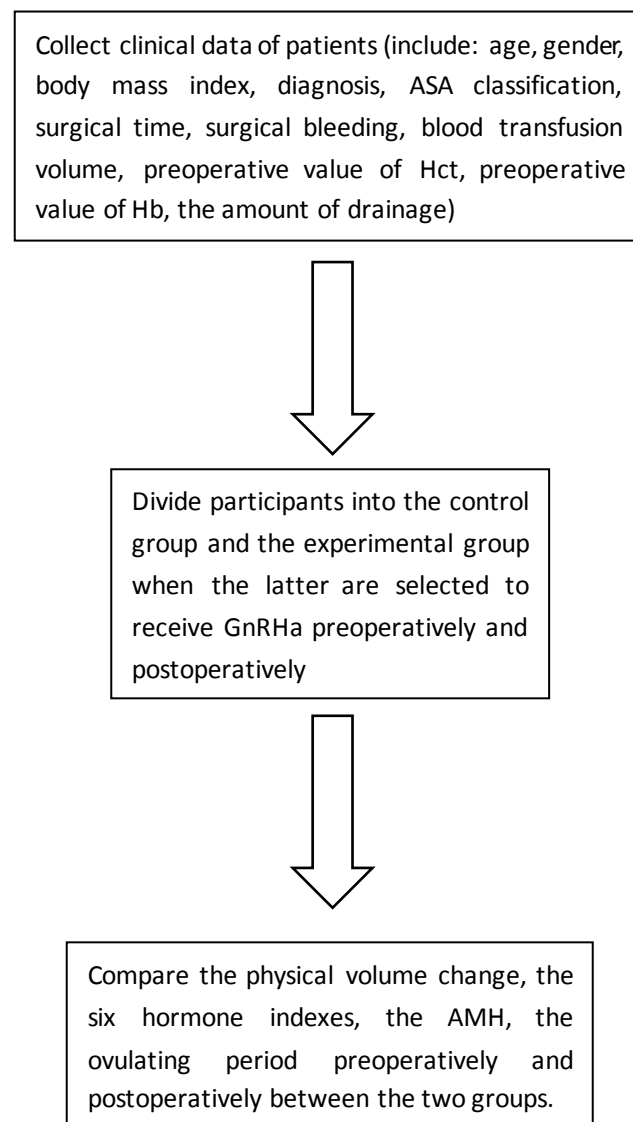 Collect clinical data of patients (include: age, gender,
body mass index, diagnosis, ASA classification,
surgical time, surgical bleeding, blood transfusion
volume, preoperative value of Hct, preoperative
value of Hb, the amount of drainage)
Divide participants into the control
group and the experimental group
when the latter are selected to
receive GnRHa preoperatively and
postoperatively
Compare the physical volume change, the
six hormone indexes, the AMH, the
ovulating period preoperatively and
postoperatively between the two groups.